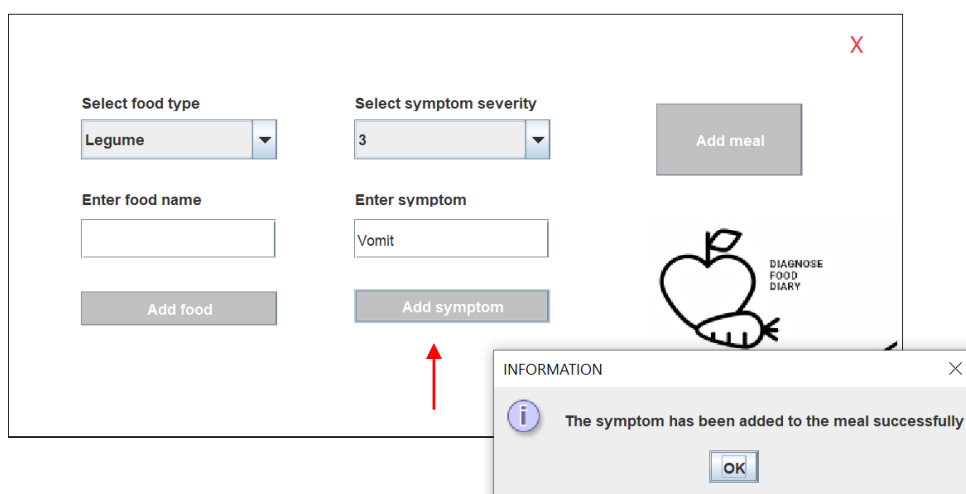 X
Select food type
Select symptom severity
Legume
3
Add meal
Enter food name
Enter symptom
Vomit
DIAGNOSE
FOOD
DIARY
Add food
Add symptom
INFORMATION
The symptom has been added to the meal successfully
OK